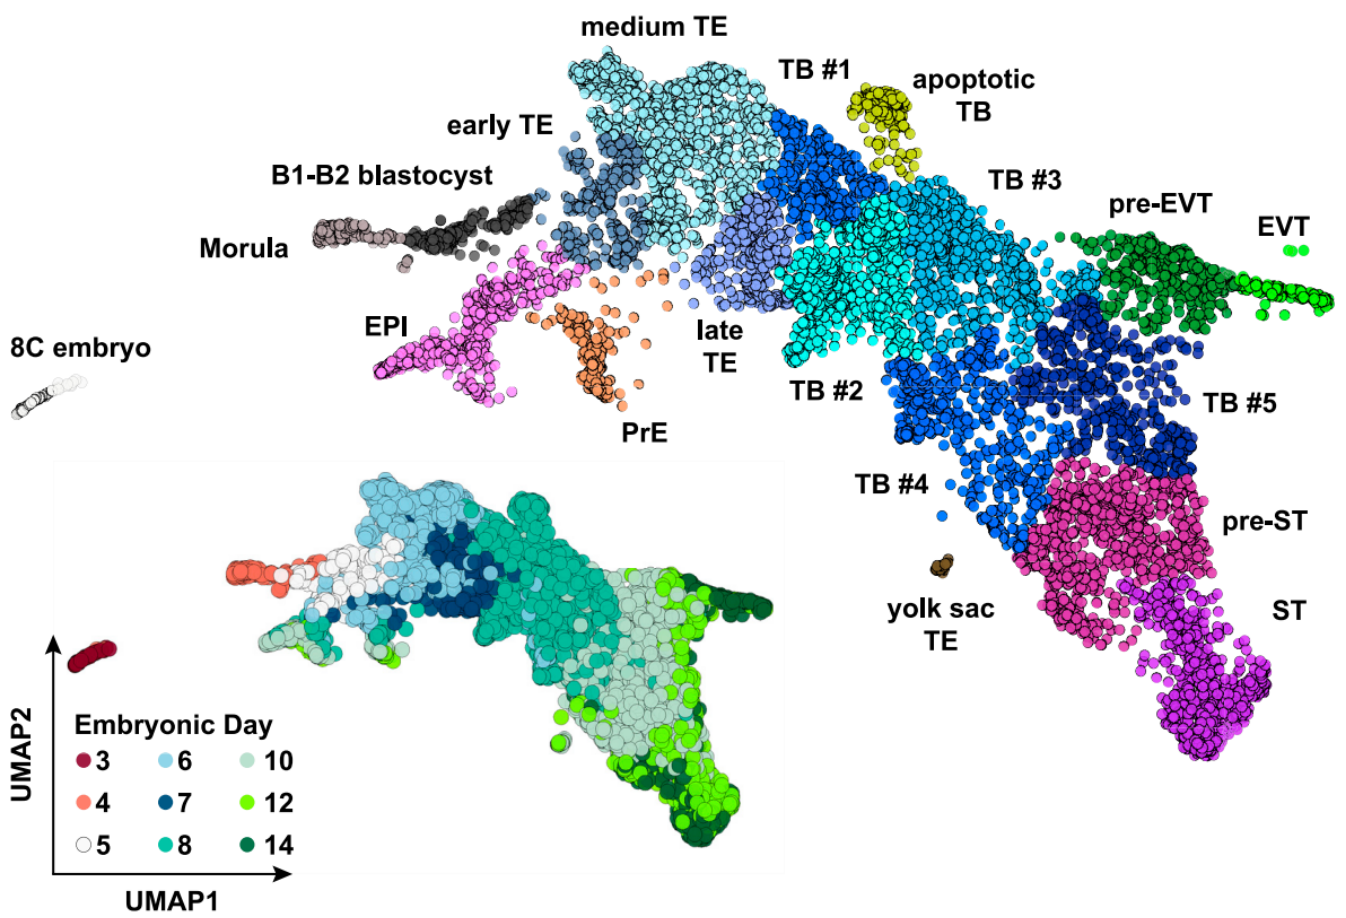 medium TE
TB #1
apoptotic
TB
early TE
B1-B2 blastocyst
TB #3
pre-EVT
EVT
Morula
EPI
late
TE
8C embryo
TB #2
TB #5
PrE
TB #4
pre-ST
yolk sac
TE
ST
UMAP2
Embryonic Day
3 6 10
4 7 12
5 8 14
UMAP1